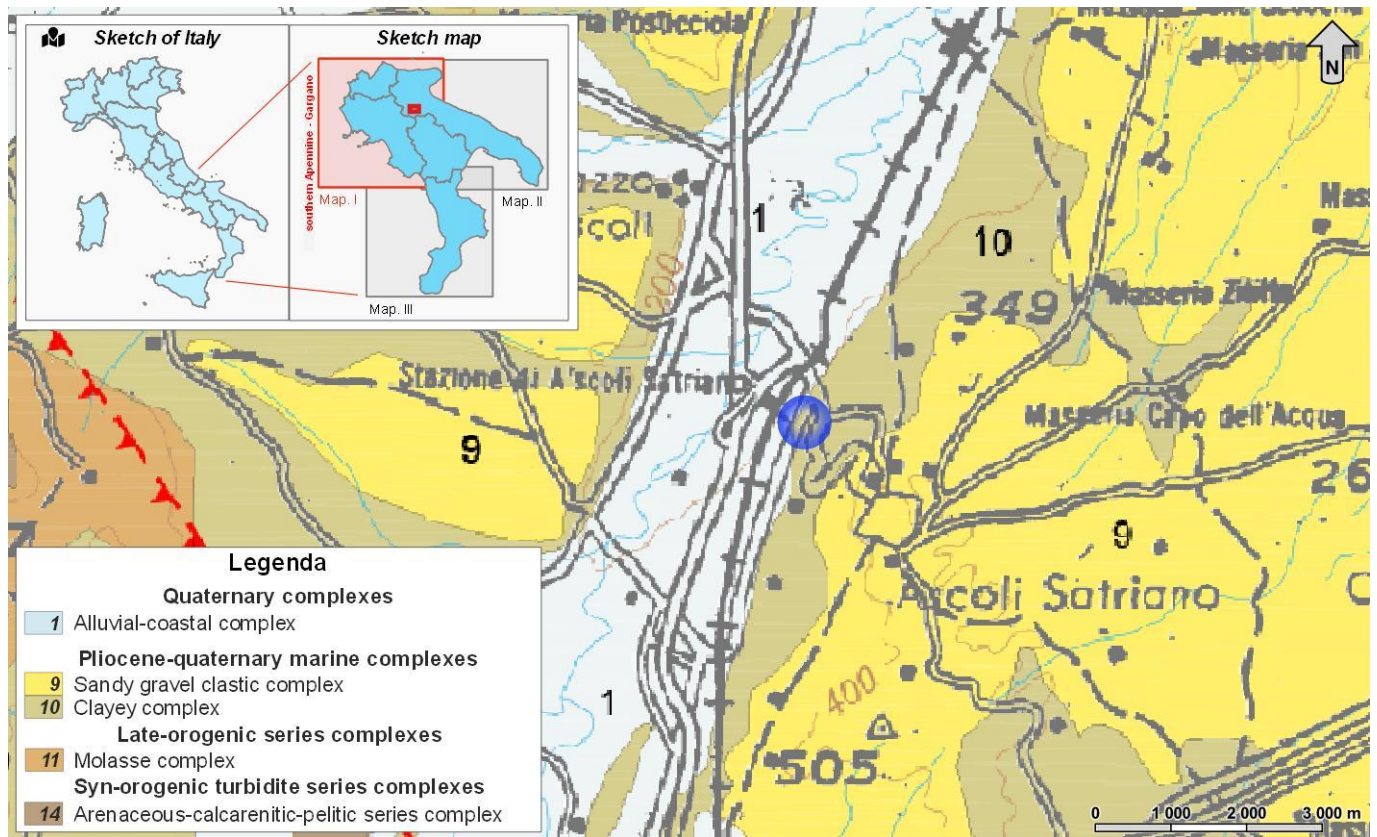 Sketch of Italy
Sketch map
southern Apennine - Gargano
Map. I
Map. II
Map. III
N
Masseria Posticciola
1
10
200
349
Masseria Capo dell'Acqua
Stazione di Ascoli Satriano
9
26
9
Ascoli Satriano
400
1
505
Legenda
Quaternary complexes
1 Alluvial-coastal complex
Pliocene-quaternary marine complexes
9 Sandy gravel clastic complex
10 Clayey complex
Late-orogenic series complexes
11 Molasse complex
Syn-orogenic turbidite series complexes
14 Arenaceous-calcarenitic-pelitic series complex
0 1 000 2 000 3 000 m